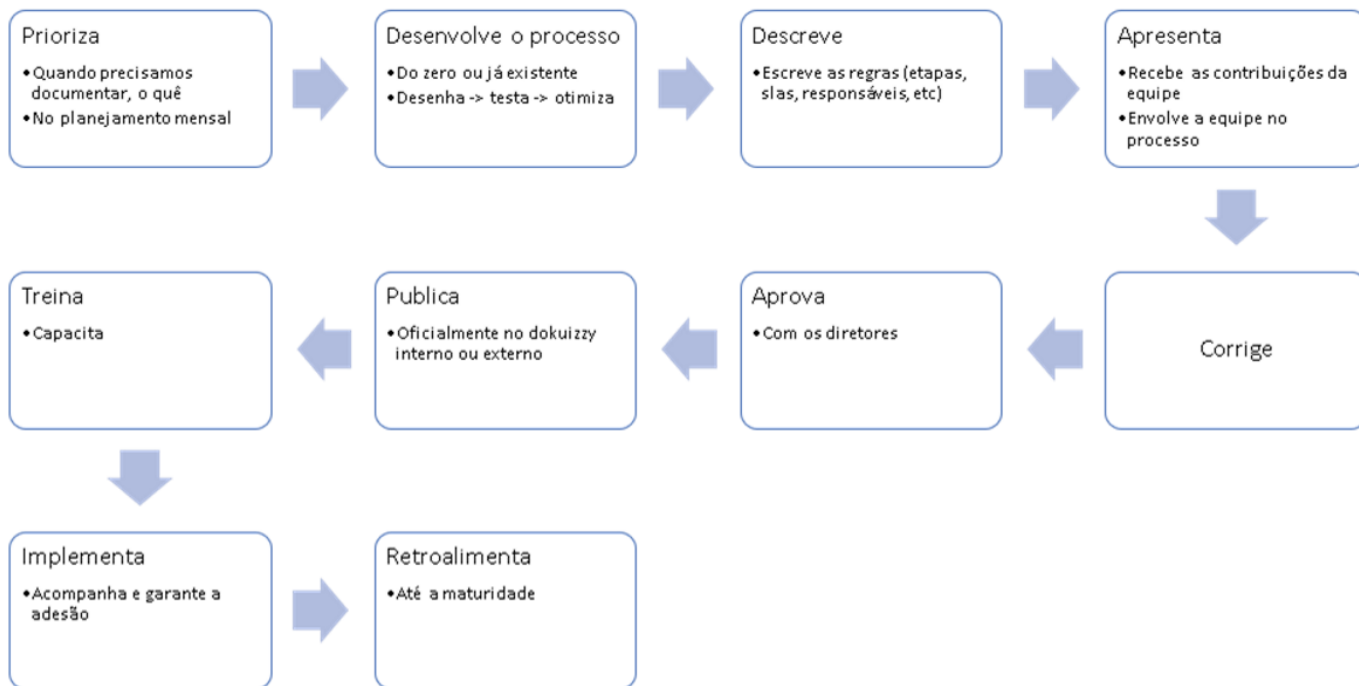 Prioriza
•Quando precisamos
documentar, o quê
•No planejamento mensal
Desenvolve o processo
•Do zero ou já existente
•Desenha -> testa -> otimiza
Descreve
•Escreve as regras (etapas,
slas, responsáveis, etc)
Apresenta
•Recebe as contribuições da
equipe
•Envolve a equipe no
processo
Corrige
Aprova
•Com os diretores
Publica
•Oficialmente no dokuizzy
interno ou externo
Treina
•Capacita
Implementa
•Acompanha e garante a
adesão
Retroalimenta
•Até a maturidade